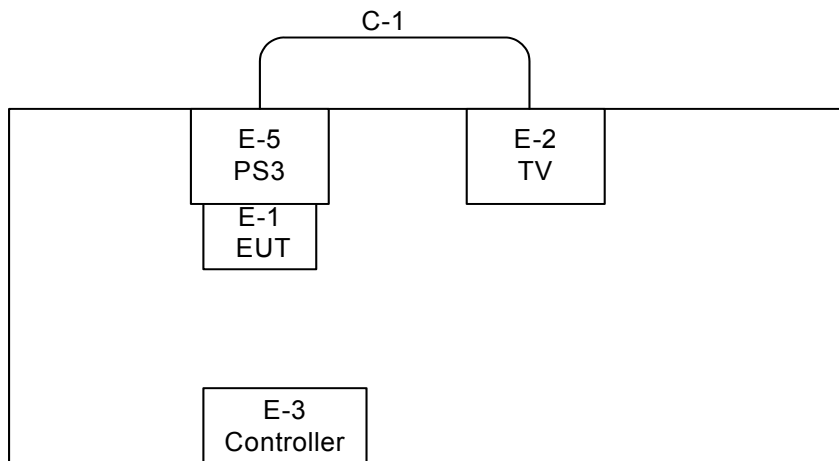 C-1
E-5
PS3
E-2
TV
E-1
EUT
E-3
Controller